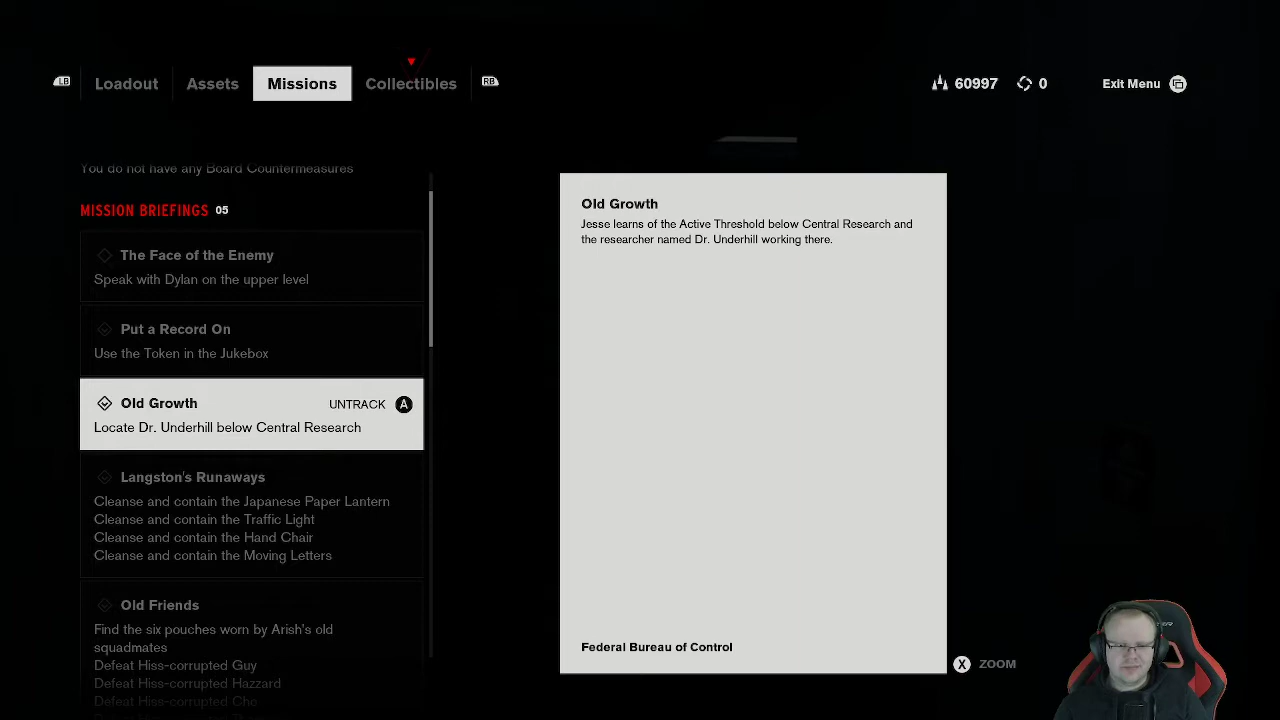 LB
Loadout
Assets
Missions
Collectibles
RB
60997
0
Exit Menu
You do not have any Board Countermeasures
MISSION BRIEFINGS 05
The Face of the Enemy
Speak with Dylan on the upper level
Put a Record On
Use the Token in the Jukebox
Old Growth
UNTRACK A
Locate Dr. Underhill below Central Research
Langston's Runaways
Cleanse and contain the Japanese Paper Lantern
Cleanse and contain the Traffic Light
Cleanse and contain the Hand Chair
Cleanse and contain the Moving Letters
Old Friends
Find the six pouches worn by Arish's old
squadmates
Defeat Hiss-corrupted Guy
Defeat Hiss-corrupted Hazzard
Defeat Hiss-corrupted Cho
Old Growth
Jesse learns of the Active Threshold below Central Research and
the researcher named Dr. Underhill working there.
Federal Bureau of Control
X ZOOM